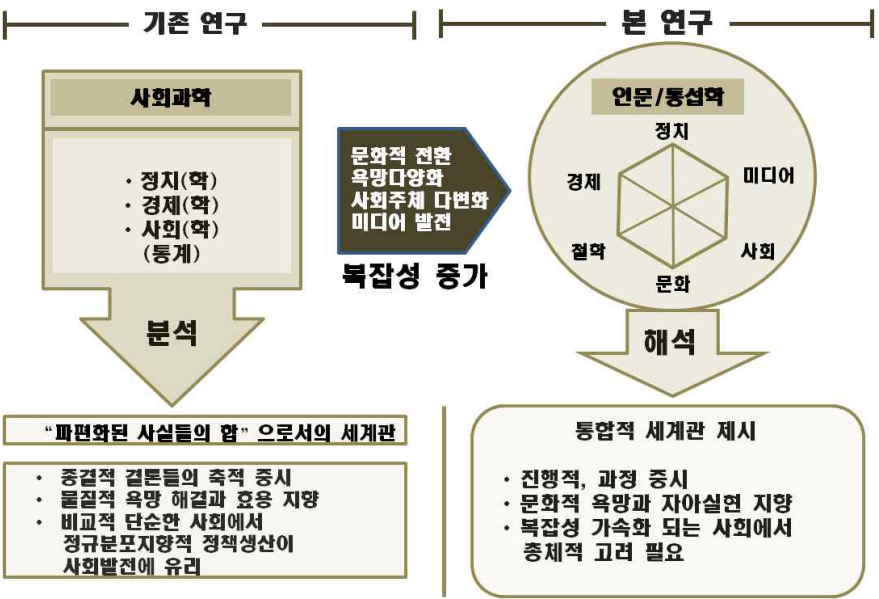 기존 연구
본 연구
사회과학
· 정치(학)
· 경제(학)
· 사회(학)
(통계)
분석
문화적 전환
욕망다양화
사회주체 다변화
미디어 발전
복잡성 증가
인문/통섭학
정치
경제
미디어
철학
사회
문화
해석
“파편화된 사실들의 합” 으로서의 세계관
· 종결적 결론들의 축적 중시
· 물질적 욕망 해결과 효용 지향
· 비교적 단순한 사회에서
정규분포지향적 정책생산이
사회발전에 유리
통합적 세계관 제시
· 진행적, 과정 중시
· 문화적 욕망과 자아실현 지향
· 복잡성 가속화 되는 사회에서
총체적 고려 필요